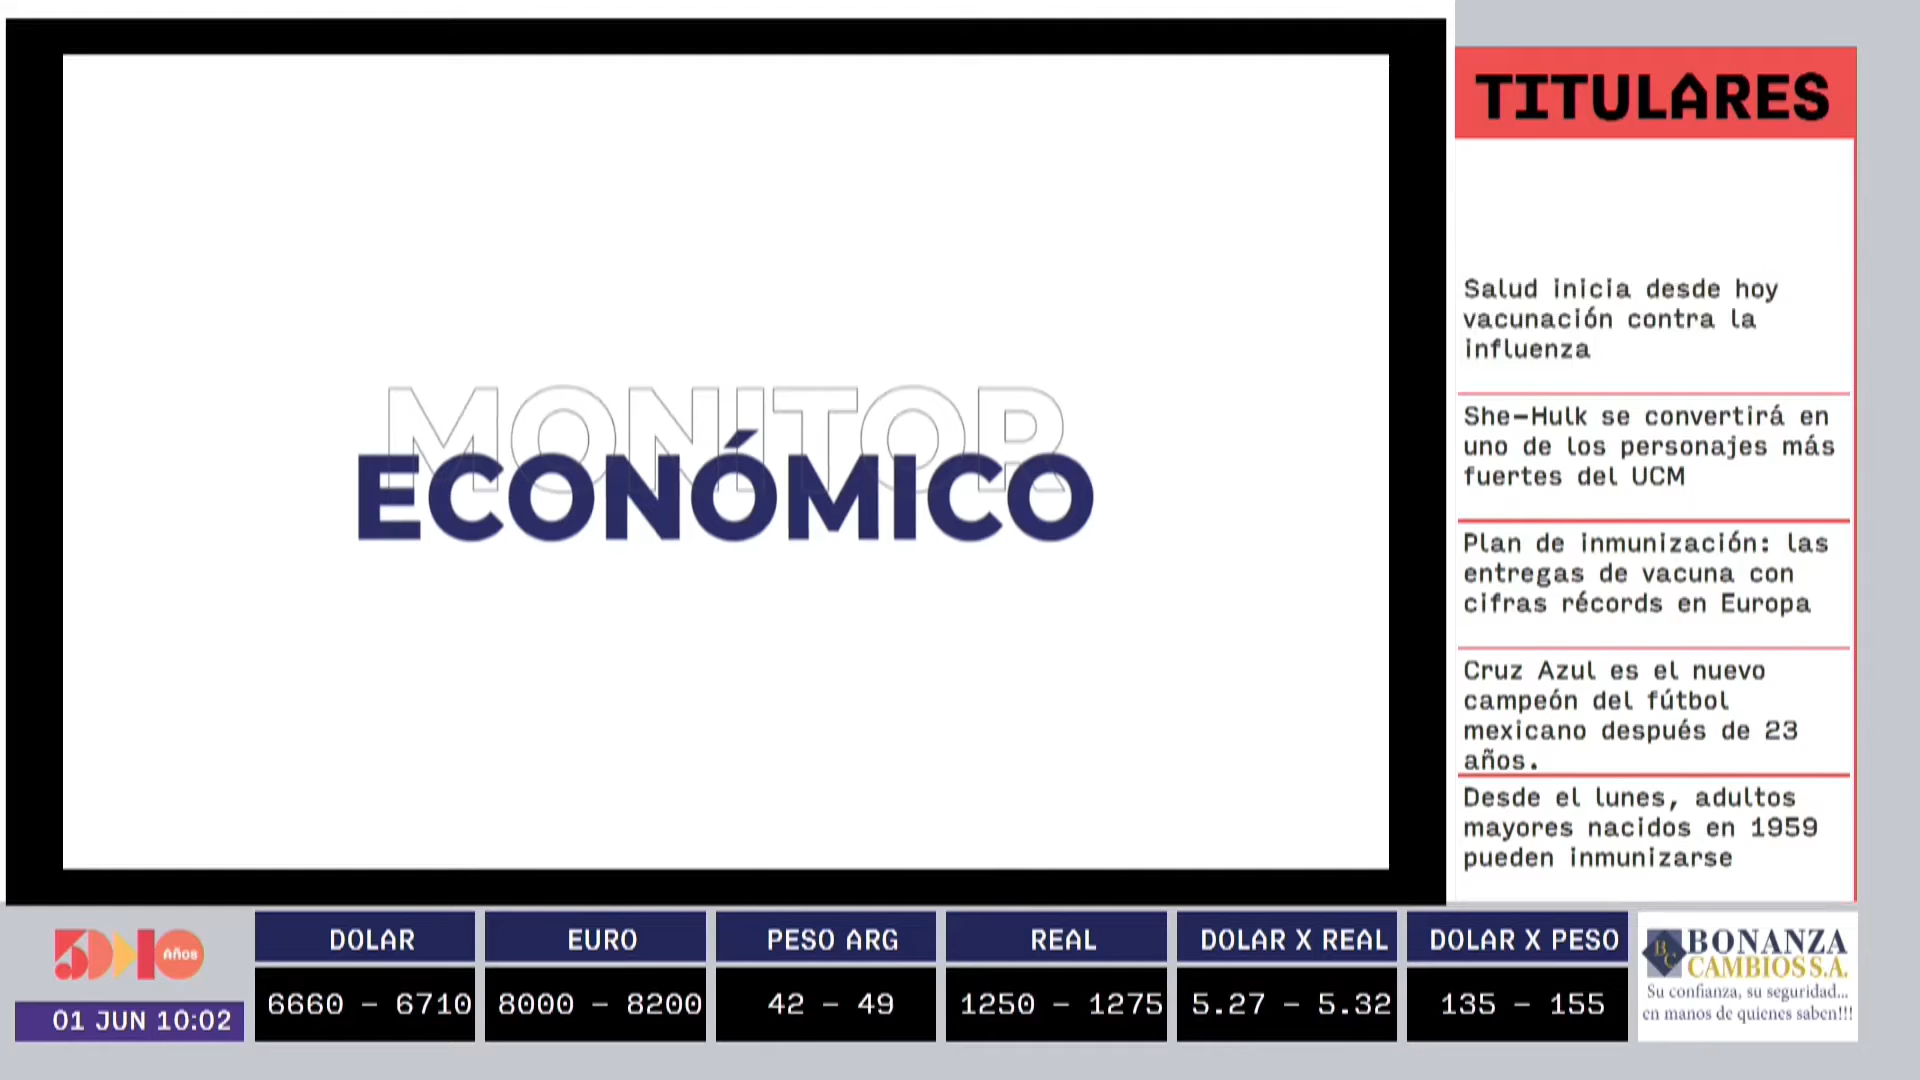 MONITOR
ECONÓMICO
TITULARES
Salud inicia desde hoy
vacunación contra la
influenza
She-Hulk se convertirá en
uno de los personajes más
fuertes del UCM
Plan de inmunización: las
entregas de vacuna con
cifras récords en Europa
Cruz Azul es el nuevo
campeón del fútbol
mexicano después de 23
años.
Desde el lunes, adultos
mayores nacidos en 1959
pueden inmunizarse
Años
01 JUN 10:02
DOLAR
6660 - 6710
EURO
8000 - 8200
PESO ARG
42 - 49
REAL
1250 - 1275
DOLAR X REAL
5.27 - 5.32
DOLAR X PESO
135 - 155
BC
BONANZA
CAMBIOS S.A.
Su confianza, su seguridad...
en manos de quienes saben!!!